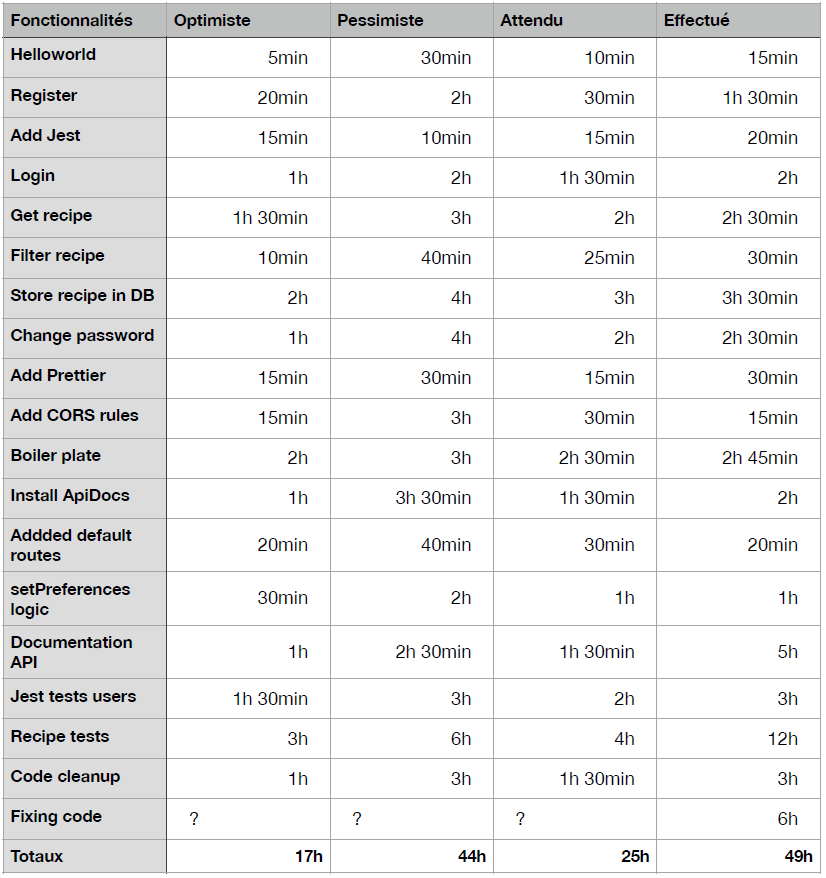 Fonctionnalités Optimiste Pessimiste Attendu Effectué
Helloworld 5min 30min 10min 15min
Register 20min 2h 30min 1h 30min
Add Jest 15min 10min 15min 20min
Login 1h 2h 1h 30min 2h
Get recipe 1h 30min 3h 2h 2h 30min
Filter recipe 10min 40min 25min 30min
Store recipe in DB 2h 4h 3h 3h 30min
Change password 1h 4h 2h 2h 30min
Add Prettier 15min 30min 15min 30min
Add CORS rules 15min 3h 30min 15min
Boiler plate 2h 3h 2h 30min 2h 45min
Install ApiDocs 1h 3h 30min 1h 30min 2h
Addded default
routes 20min 40min 30min 20min
setPreferences
logic 30min 2h 1h 1h
Documentation
API 1h 2h 30min 1h 30min 5h
Jest tests users 1h 30min 3h 2h 3h
Recipe tests 3h 6h 4h 12h
Code cleanup 1h 3h 1h 30min 3h
Fixing code ? ? ? 6h
Totaux 17h 44h 25h 49h